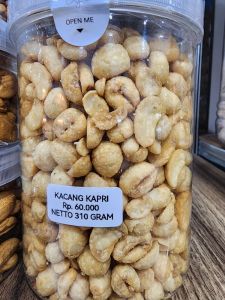 OPEN ME
KACANG KAPRI
Rp. 60.000
NETTO 310 GRAM